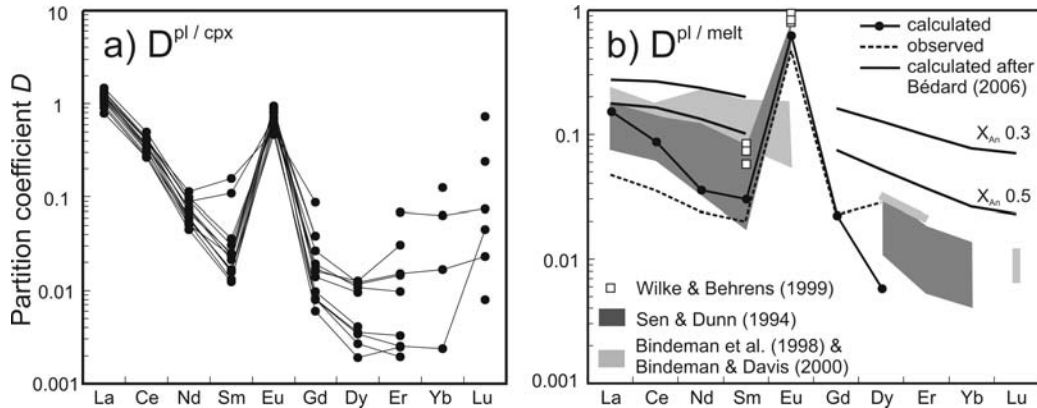 a) D pl / cpx
Partition coefficient D
10
1
0.1
0.01
0.001
La Ce Nd Sm Eu Gd Dy Er Yb Lu
b) D pl / melt
calculated
observed
calculated after
Bédard (2006)
1
0.1
0.01
0.001
XAn 0.3
XAn 0.5
Wilke & Behrens (1999)
Sen & Dunn (1994)
Bindeman et al. (1998) &
Bindeman & Davis (2000)
La Ce Nd Sm Eu Gd Dy Er Yb Lu